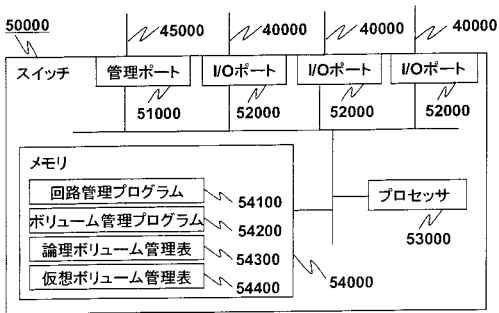 50000
45000
40000
40000
40000
スイッチ
管理ポート
I/Oポート
I/Oポート
I/Oポート
51000
52000
52000
52000
メモリ
回路管理プログラム
54100
ボリューム管理プログラム
54200
論理ボリューム管理表
54300
仮想ボリューム管理表
54400
54000
プロセッサ
53000